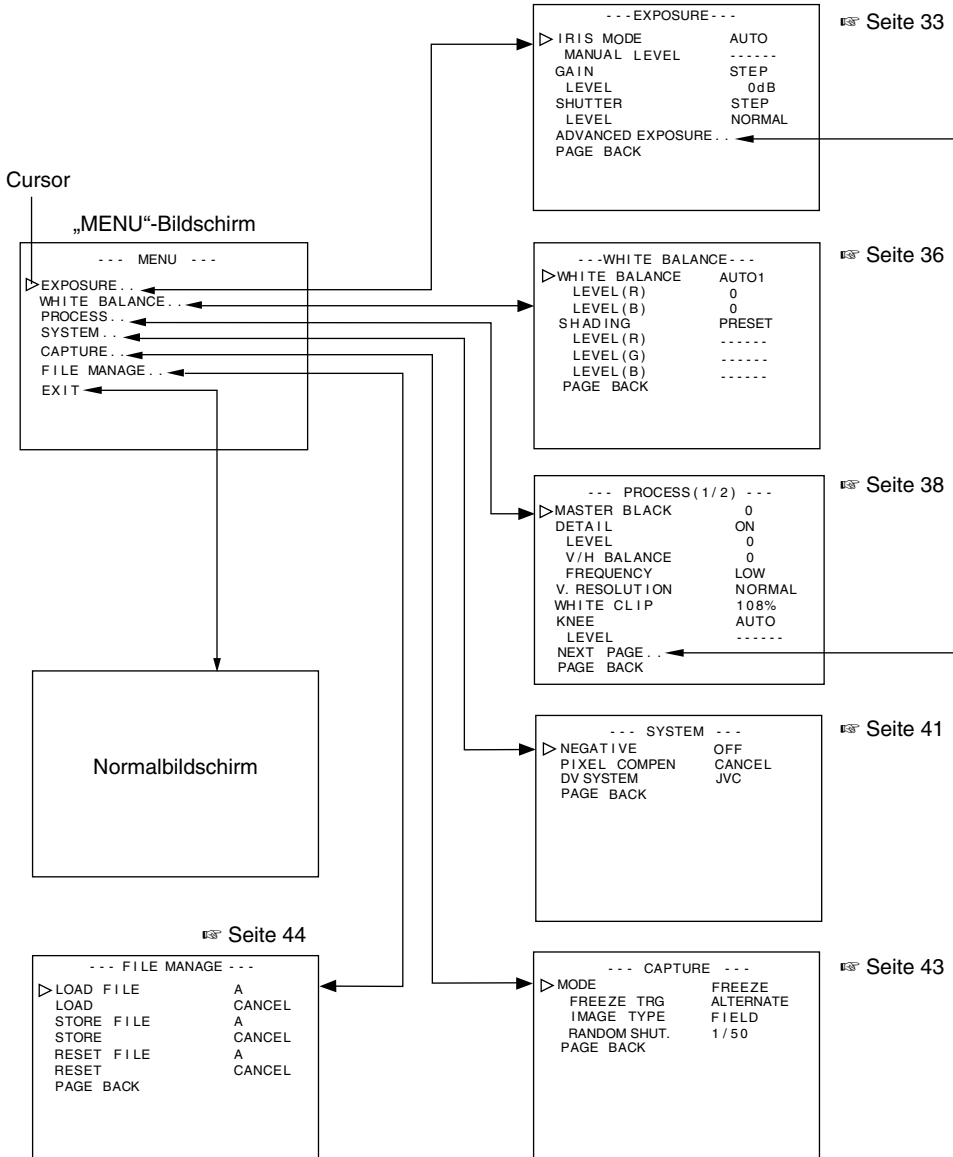 ---EXPOSURE---
☞ Seite 33
IRIS MODE AUTO
MANUAL LEVEL ------
GAIN STEP
LEVEL 0dB
SHUTTER STEP
LEVEL NORMAL
ADVANCED EXPOSURE..
PAGE BACK
Cursor
„MENU“-Bildschirm
--- MENU ---
EXPOSURE..
WHITE BALANCE..
PROCESS..
SYSTEM..
CAPTURE..
FILE MANAGE..
EXIT
---WHITE BALANCE---
☞ Seite 36
WHITE BALANCE AUTO1
LEVEL(R) 0
LEVEL(B) 0
SHADING PRESET
LEVEL(R) ------
LEVEL(G) ------
LEVEL(B) ------
PAGE BACK
--- PROCESS(1/2) ---
☞ Seite 38
MASTER BLACK 0
DETAIL ON
LEVEL 0
V/H BALANCE 0
FREQUENCY LOW
V. RESOLUTION NORMAL
WHITE CLIP 108%
KNEE AUTO
LEVEL ------
NEXT PAGE..
PAGE BACK
Normalbildschirm
--- SYSTEM ---
☞ Seite 41
NEGATIVE OFF
PIXEL COMPEN CANCEL
DV SYSTEM JVC
PAGE BACK
☞ Seite 44
--- FILE MANAGE ---
LOAD FILE A
LOAD CANCEL
STORE FILE A
STORE CANCEL
RESET FILE A
RESET CANCEL
PAGE BACK
--- CAPTURE ---
☞ Seite 43
MODE FREEZE
FREEZE TRG ALTERNATE
IMAGE TYPE FIELD
RANDOM SHUT. 1/50
PAGE BACK